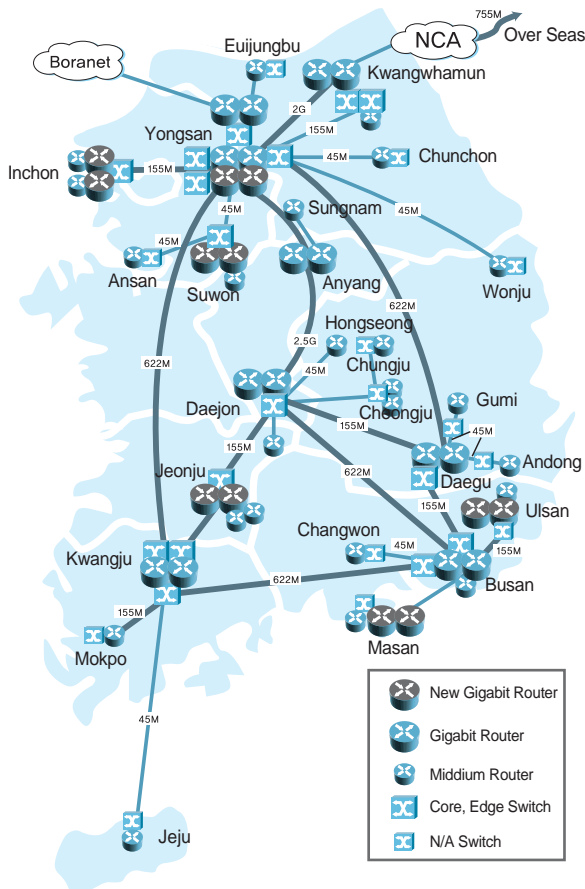 755M
Over Seas
NCA
Euijungbu
Boranet
Kwangwhamun
2G
Yongsan
155M
Inchon
155M
45M
Chunchon
45M
Sungnam
45M
45M
Ansan
Suwon
Anyang
Wonju
622M
Hongseong
2.5G
Chungju
622M
45M
Daejon
Cheongju
Gumi
155M
45M
Andong
155M
622M
Daegu
Jeonju
155M
Ulsan
Changwon
45M
155M
Kwangju
Busan
622M
155M
Masan
Mokpo
45M
Jeju
New Gigabit Router
Gigabit Router
Middium Router
Core, Edge Switch
N/A Switch